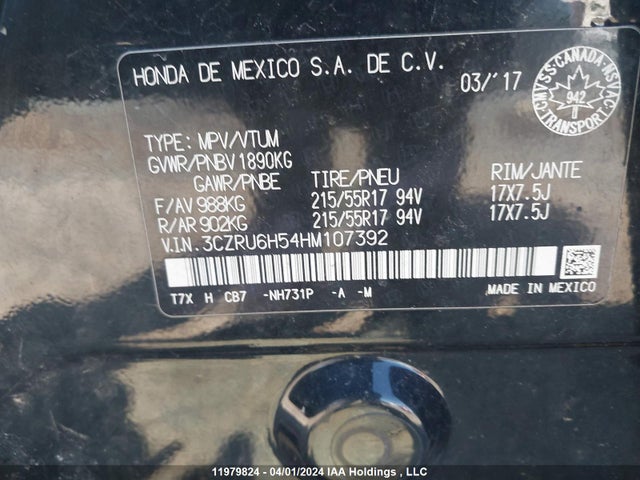 HONDA DE MEXICO S.A. DE C.V.
03/'17
CMVSS·CANADA·NSVAC
942
TRANSPORT
TYPE: MPV/VTUM
GVWR/PNBV 1890KG
GAWR/PNBE TIRE/PNEU RIM/JANTE
F/AV 988KG 215/55R17 94V 17X7.5J
R/AR 902KG 215/55R17 94V 17X7.5J
V.IN. 3CZRU6H54HM107392
T7X H CB7 -NH731P -A -M MADE IN MEXICO
11979824 - 04/01/2024 IAA Holdings , LLC